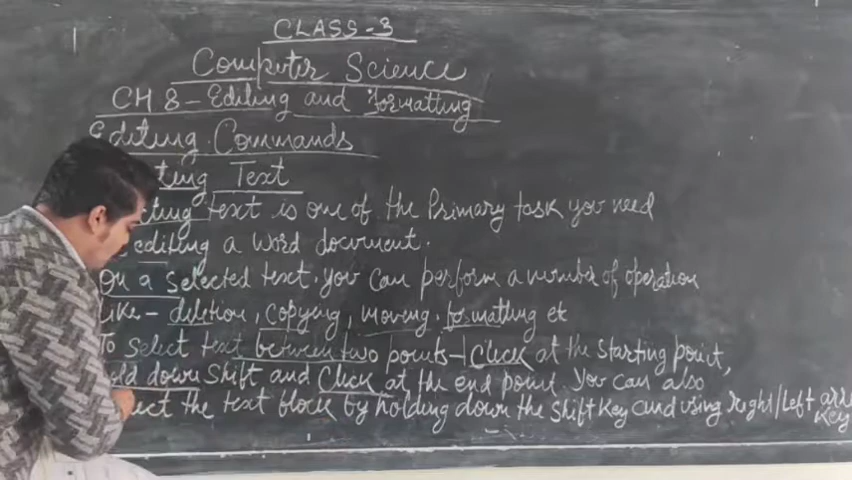 CLASS-3
Computer Science
CH 8 - Editing and Formatting
Editing Commands
ting Text
cting text is one of the Primary task you need
editing a word document.
On a selected text. you can perform a number of operation
Like - deletion, copying, moving. formatting et
To select text between two points - Click at the starting point,
old down shift and Click at the end point. You can also
ect the text block by holding down the shift key and using right/left arr
key